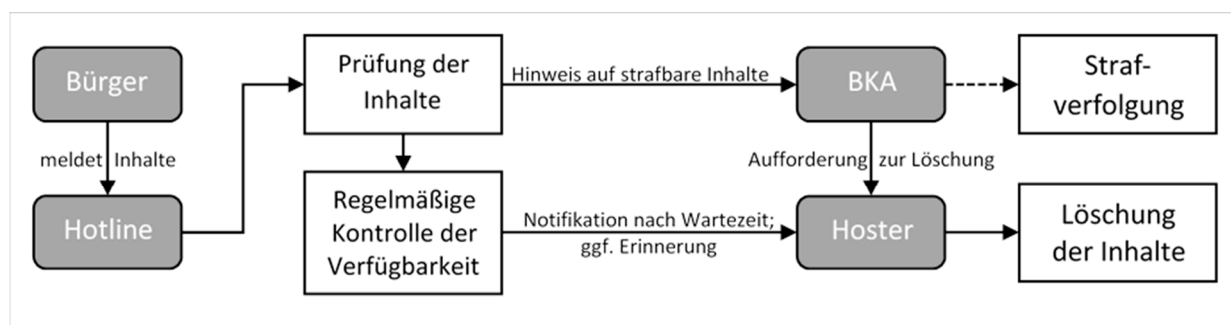 Bürger
meldet Inhalte
Hotline
Prüfung der
Inhalte
Regelmäßige
Kontrolle der
Verfügbarkeit
Hinweis auf strafbare Inhalte
Notifikation nach Wartezeit;
ggf. Erinnerung
BKA
Aufforderung zur Löschung
Hoster
Straf-
verfolgung
Löschung
der Inhalte